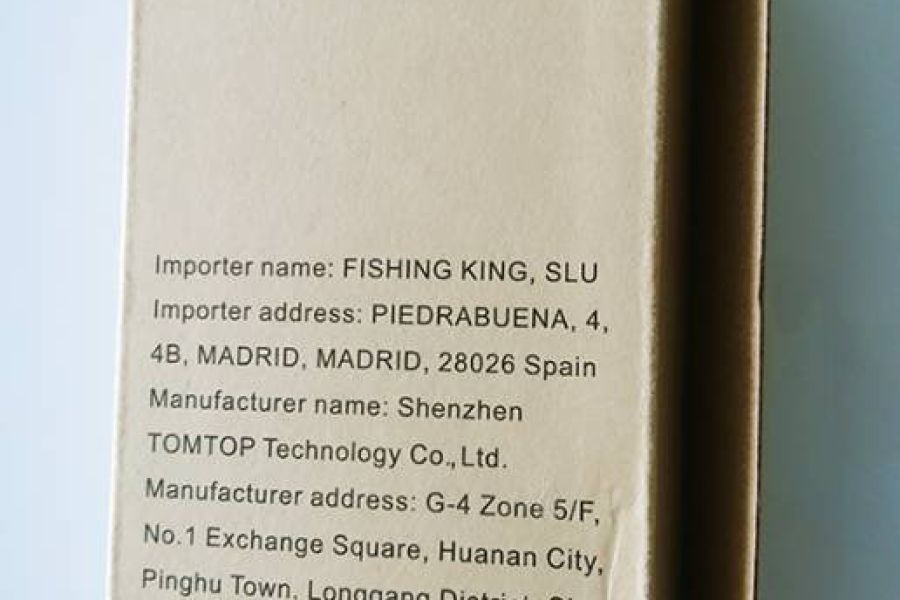 Importer name: FISHING KING, SLU
Importer address: PIEDRABUENA, 4,
4B, MADRID, MADRID, 28026 Spain
Manufacturer name: Shenzhen
TOMTOP Technology Co., Ltd.
Manufacturer address: G-4 Zone 5/F,
No.1 Exchange Square, Huanan City,
Pinghu Town, Longgang District,